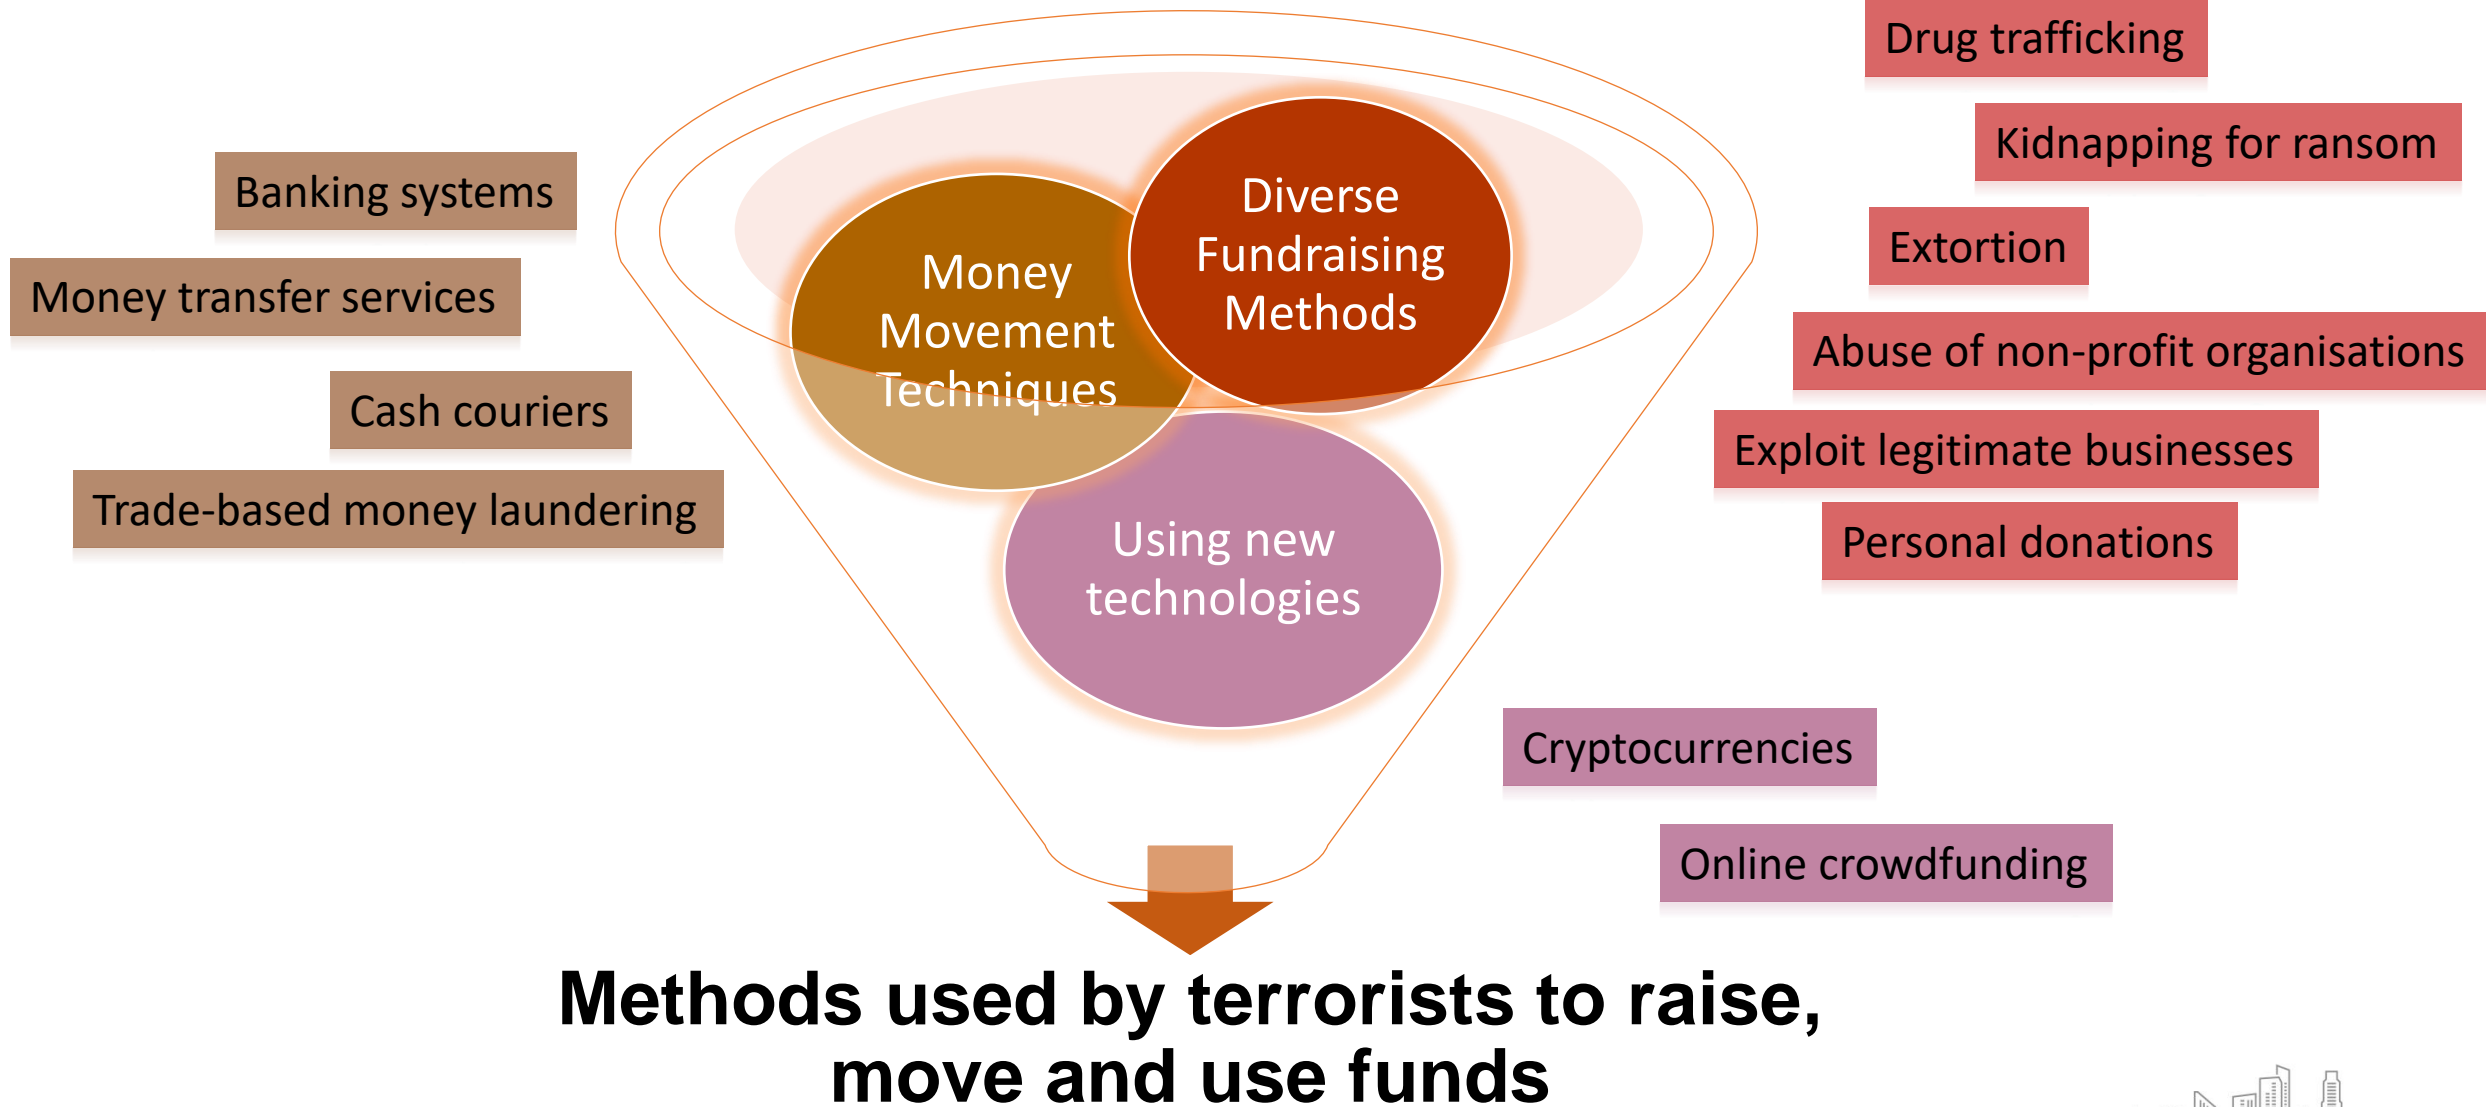 Banking systems
Money transfer services
Cash couriers
Trade-based money laundering
Money
Movement
Techniques
Diverse
Fundraising
Methods
Using new
technologies
Drug trafficking
Kidnapping for ransom
Extortion
Abuse of non-profit organisations
Exploit legitimate businesses
Personal donations
Cryptocurrencies
Online crowdfunding
Methods used by terrorists to raise,
move and use funds